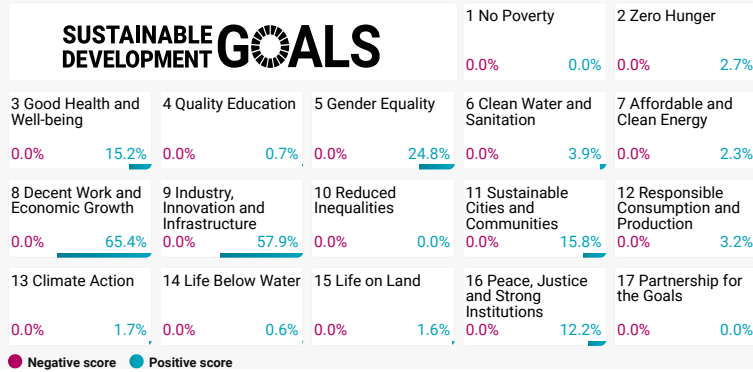 SUSTAINABLE
DEVELOPMENT
GOALS
1 No Poverty
0.0% 0.0%
2 Zero Hunger
0.0% 2.7%
3 Good Health and
Well-being
0.0% 15.2%
4 Quality Education
0.0% 0.7%
5 Gender Equality
0.0% 24.8%
6 Clean Water and
Sanitation
0.0% 3.9%
7 Affordable and
Clean Energy
0.0% 2.3%
8 Decent Work and
Economic Growth
0.0% 65.4%
9 Industry,
Innovation and
Infrastructure
0.0% 57.9%
10 Reduced
Inequalities
0.0% 0.0%
11 Sustainable
Cities and
Communities
0.0% 15.8%
12 Responsible
Consumption and
Production
0.0% 3.2%
13 Climate Action
0.0% 1.7%
14 Life Below Water
0.0% 0.6%
15 Life on Land
0.0% 1.6%
16 Peace, Justice
and Strong
Institutions
0.0% 12.2%
17 Partnership for
the Goals
0.0% 0.0%
Negative score Positive score